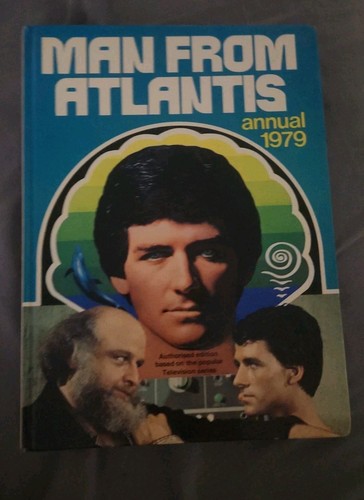 MAN FROM
ATLANTIS
annual
1979
Authorised edition
based on the popular
Television series